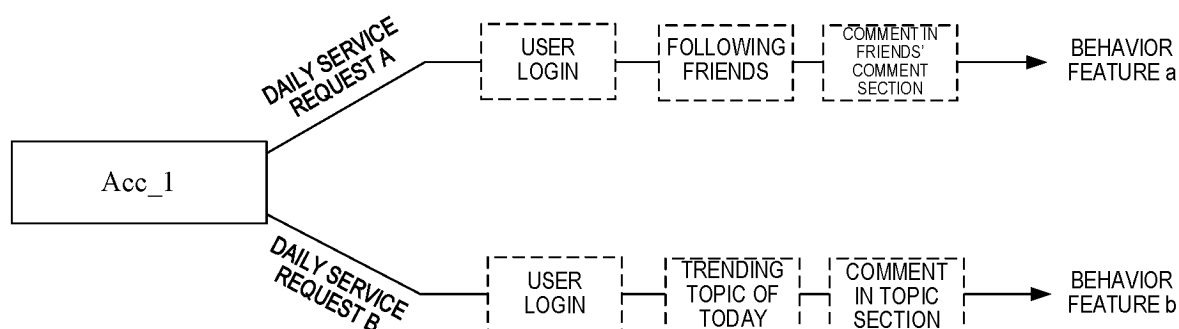 DAILY SERVICE
REQUEST A
USER
LOGIN
FOLLOWING
FRIENDS
COMMENT IN
FRIENDS'
COMMENT
SECTION
BEHAVIOR
FEATURE a
Acc_1
DAILY SERVICE
REQUEST B
USER
LOGIN
TRENDING
TOPIC OF
TODAY
COMMENT
IN TOPIC
SECTION
BEHAVIOR
FEATURE b